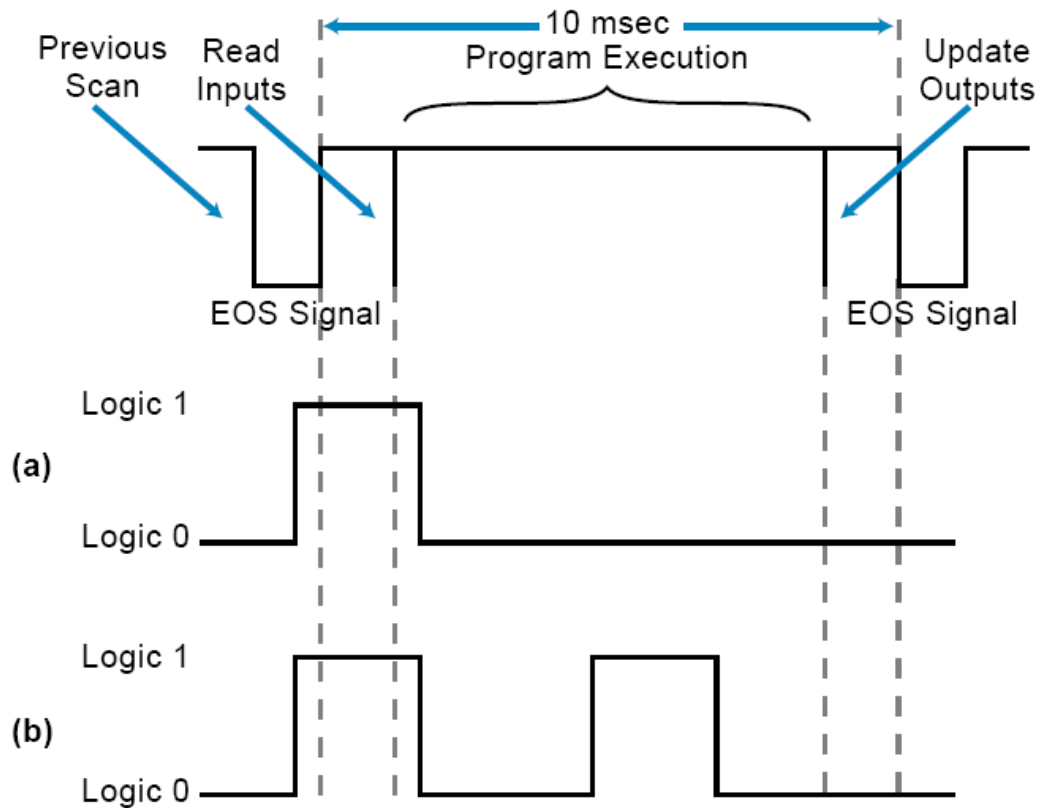 10 msec
Previous
Scan
Read
Inputs
Program Execution
Update
Outputs
EOS Signal
EOS Signal
Logic 1
(a)
Logic 0
Logic 1
(b)
Logic 0